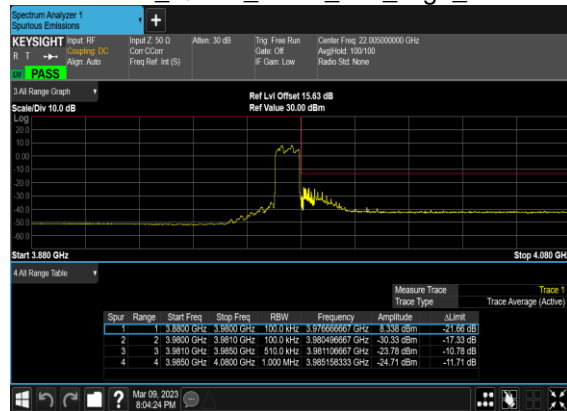 Spectrum Analyzer 1
Spurious Emissions
+
KEYSIGHT Input: RF Input Z: 50 Ω Atten: 30 dB Trig: Free Run Center Freq: 22.005000000 GHz
R T Coupling: DC Corr CCorr Gate: Off Avg|Hold: 100/100
Align: Auto Freq Ref: Int (S) IF Gain: Low Radio Std: None
LW PASS
3 All Range Graph
Ref Lvl Offset 15.63 dB
Scale/Div 10.0 dB Ref Value 30.00 dBm
Log
20.0
10.0
0.00
-10.0
-20.0
-30.0
-40.0
-50.0
-60.0
Start 3.880 GHz Stop 4.080 GH
4 All Range Table
Measure Trace Trace 1
Trace Type Trace Average (Active)
Spur Range Start Freq Stop Freq RBW Frequency Amplitude ΔLimit
1 1 3.8800 GHz 3.9800 GHz 100.0 kHz 3.976666667 GHz 8.338 dBm -21.66 dB
2 2 3.9800 GHz 3.9810 GHz 100.0 kHz 3.980496667 GHz -30.33 dBm -17.33 dB
3 3 3.9810 GHz 3.9850 GHz 510.0 kHz 3.981106667 GHz -23.78 dBm -10.78 dB
4 4 3.9850 GHz 4.0800 GHz 1.000 MHz 3.985158333 GHz -24.71 dBm -11.71 dB
? Mar 09, 2023
8:04:24 PM